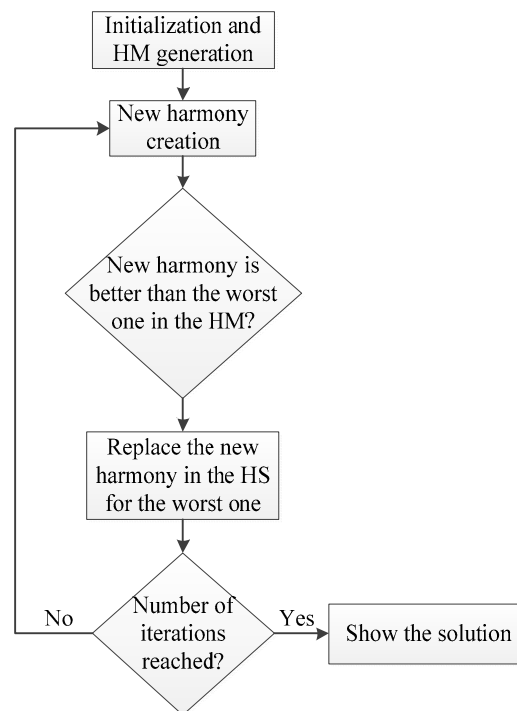 Initialization and
HM generation
New harmony
creation
New harmony is
better than the worst
one in the HM?
Replace the new
harmony in the HS
for the worst one
Number of
iterations
reached?
No
Yes
Show the solution